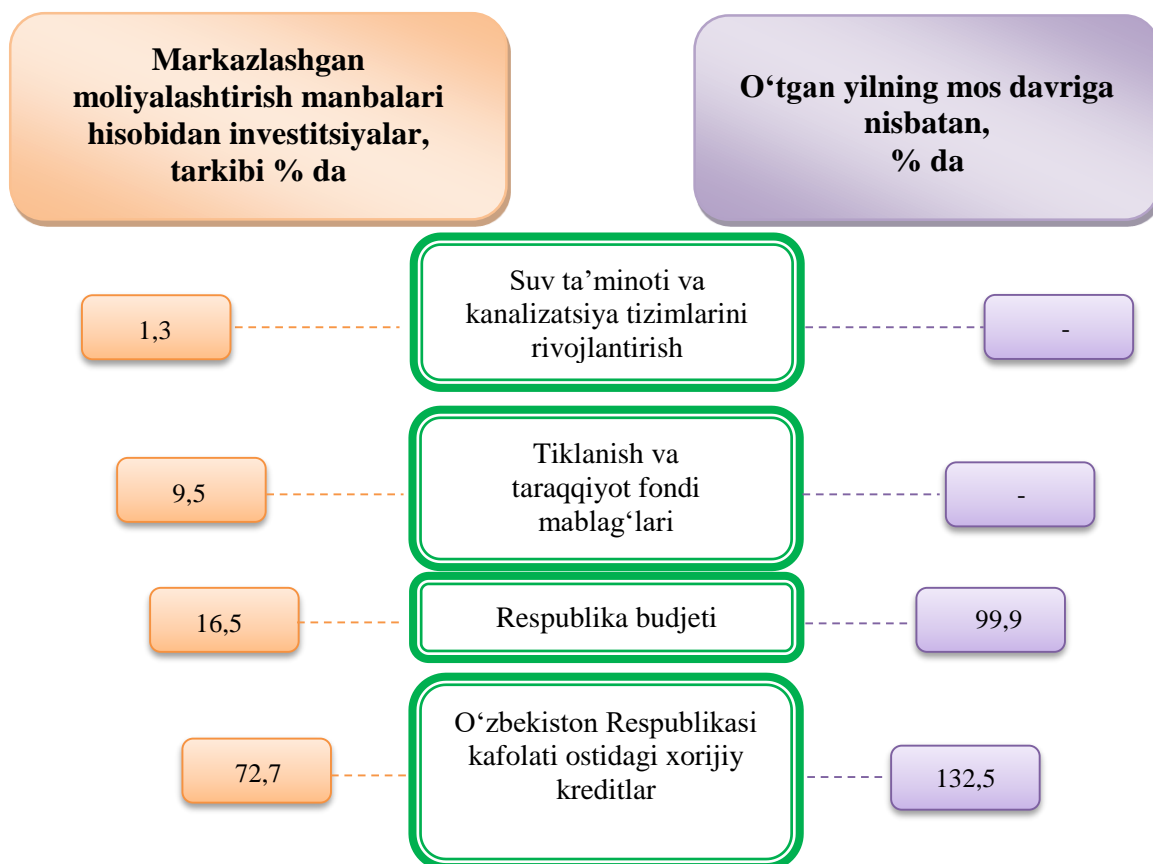 Markazlashgan
moliyalashtirish manbalari
hisobidan investitsiyalar,
tarkibi % da
O‘tgan yilning mos davriga
nisbatan,
% da
1,3
Suv ta’minoti va
kanalizatsiya tizimlarini
rivojlantirish
-
9,5
Tiklanish va
taraqqiyot fondi
mablag‘lari
-
16,5
Respublika budjeti
99,9
72,7
O‘zbekiston Respublikasi
kafolati ostidagi xorijiy
kreditlar
132,5